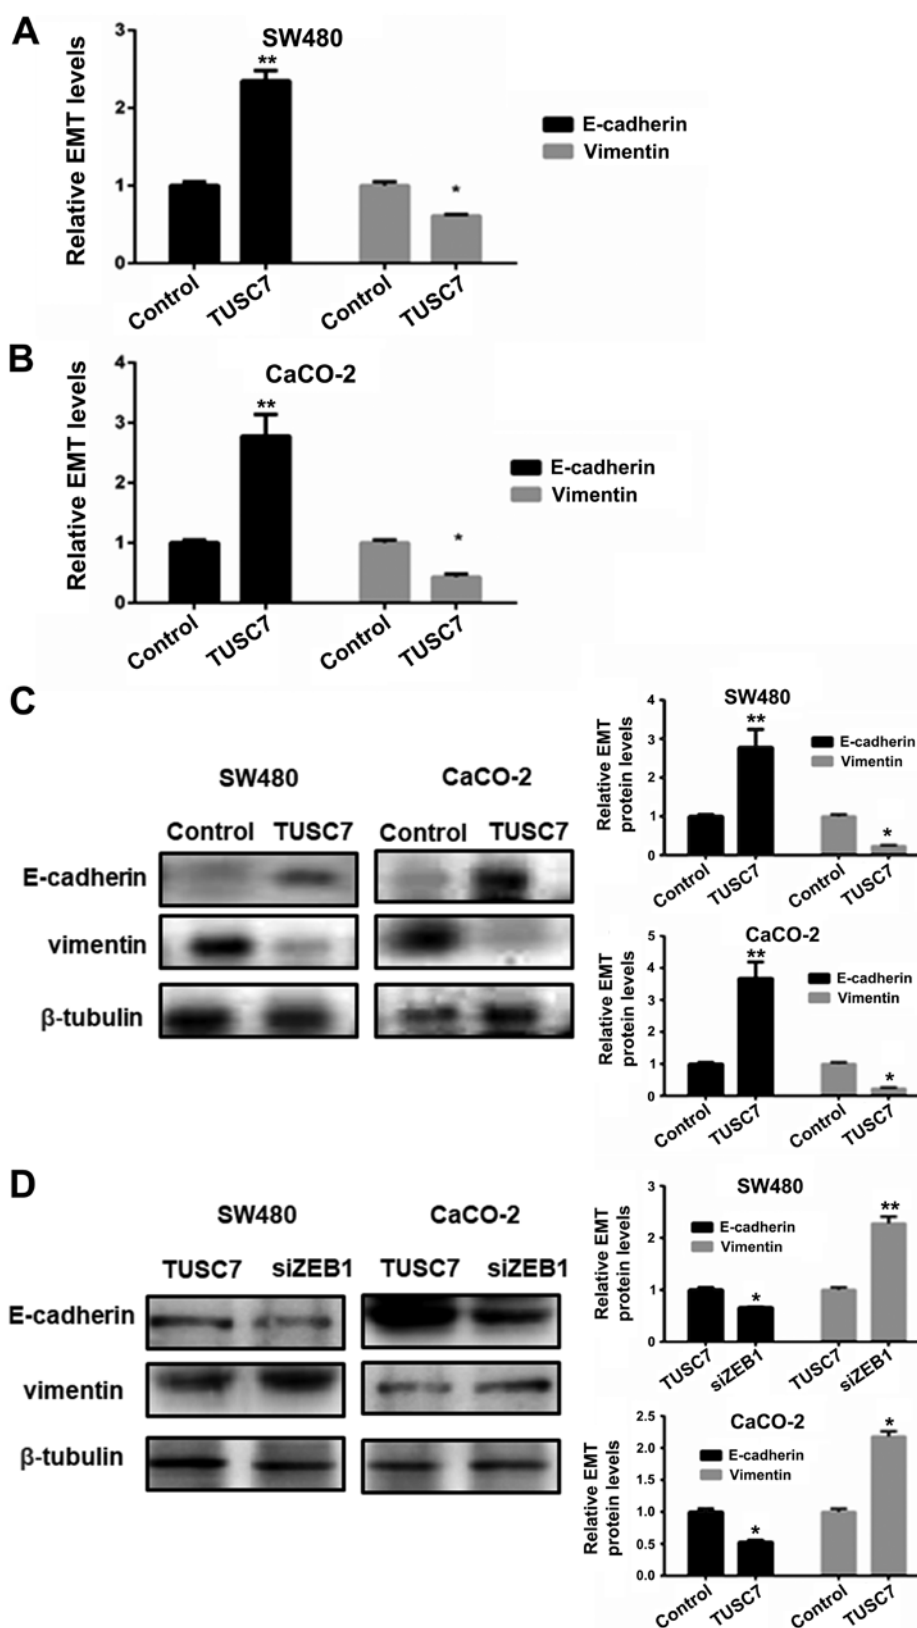 A
SW480
**
*
Relative EMT levels
3
2
1
0
Control
TUSC7
Control
TUSC7
E-cadherin
Vimentin
B
CaCO-2
**
*
Relative EMT levels
4
3
2
1
0
Control
TUSC7
Control
TUSC7
E-cadherin
Vimentin
C
SW480
CaCO-2
Control TUSC7
Control TUSC7
E-cadherin
vimentin
β-tubulin
SW480
**
*
Relative EMT
protein levels
4
3
2
1
0
Control
TUSC7
Control
TUSC7
E-cadherin
Vimentin
CaCO-2
**
*
Relative EMT
protein levels
5
4
3
2
1
0
Control
TUSC7
Control
TUSC7
E-cadherin
Vimentin
D
SW480
CaCO-2
TUSC7 siZEB1
TUSC7 siZEB1
E-cadherin
vimentin
β-tubulin
SW480
*
**
Relative EMT
protein levels
3
2
1
0
TUSC7
siZEB1
TUSC7
siZEB1
E-cadherin
Vimentin
CaCO-2
*
*
Relative EMT
protein levels
2.5
2.0
1.5
1.0
0.5
0.0
Control
TUSC7
Control
TUSC7
E-cadherin
Vimentin